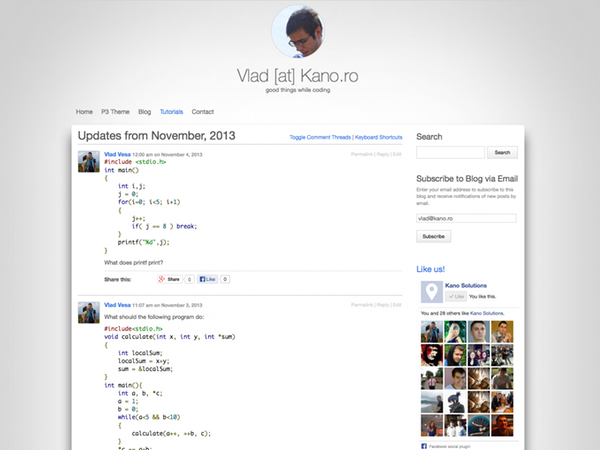 Vlad [at] Kano.ro
good things while coding
Home P3 Theme Blog Tutorials Contact
Updates from November, 2013
Toggle Comment Threads | Keyboard Shortcuts
Vlad Vesa 12:00 am on November 4, 2013
Permalink | Reply | Edit
#include <stdio.h>
int main()
{
int i,j;
j = 0;
for(i=0; i<5; i+1)
{
j++;
if( j == 8 ) break;
}
printf("%d",j);
}
What does printf print?
Share this:
Share 0
Like 0
Vlad Vesa 11:07 am on November 3, 2013
Permalink | Reply | Edit
What should the following program do:
#include<stdio.h>
void calculate(int x, int y, int *sum)
{
int localSum;
localSum = x+y;
sum = &localSum;
}
int main(){
int a, b, *c;
a = 1;
b = 0;
while(a<5 && b<10)
{
calculate(a++, ++b, c);
}
Search
Search
Subscribe to Blog via Email
Enter your email address to subscribe to
this blog and receive notifications of new posts by
email.
vlad@kano.ro
Subscribe
Like us!
Kano Solutions
Like You like this.
You and 28 others like Kano Solutions.
Facebook social plugin